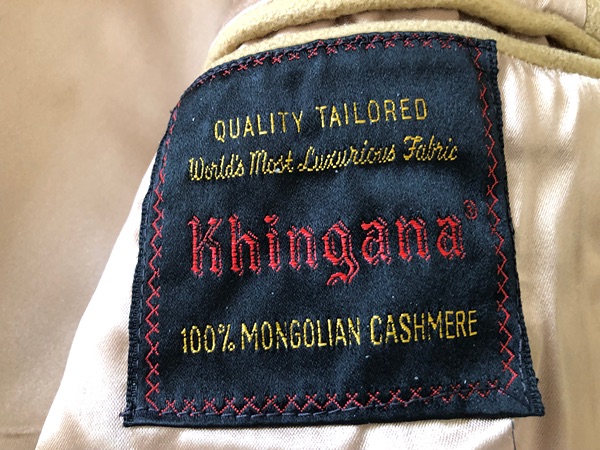 QUALITY TAILORED
World's Most Luxurious Fabric
Khingana®
100% MONGOLIAN CASHMERE